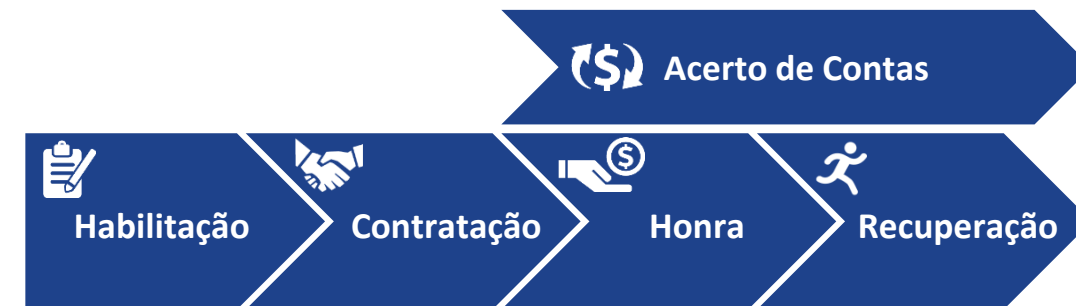 Acerto de Contas
Habilitação
Contratação
Honra
Recuperação